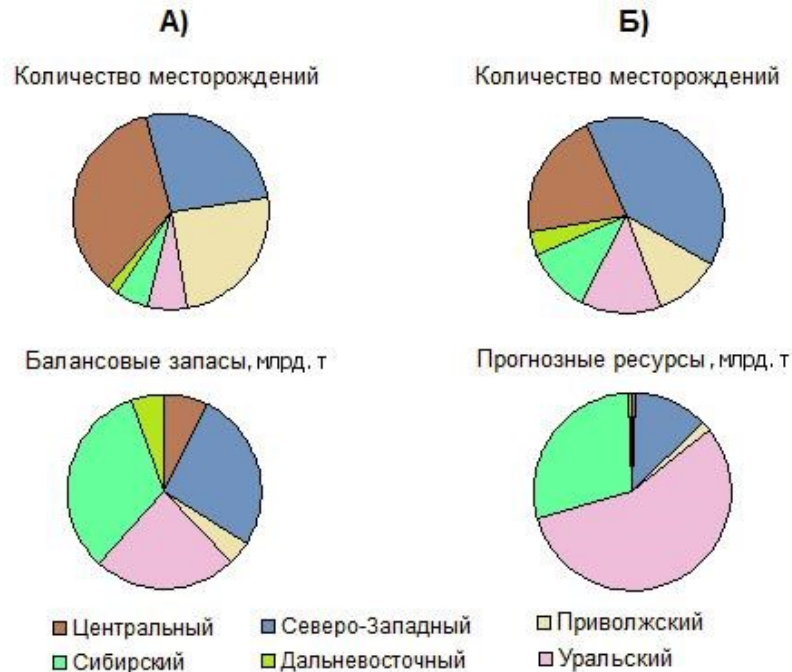 А)
Б)
Количество месторождений
Количество месторождений
Балансовые запасы, млрд. т
Прогнозные ресурсы, млрд. т
Центральный
Северо-Западный
Приволжский
Сибирский
Дальневосточный
Уральский